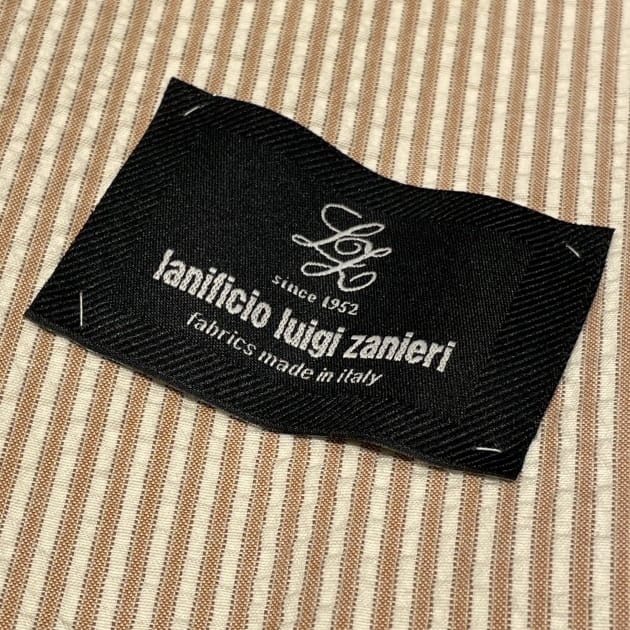 LZ
since 1952
lanificio luigi zanieri
fabrics made in italy